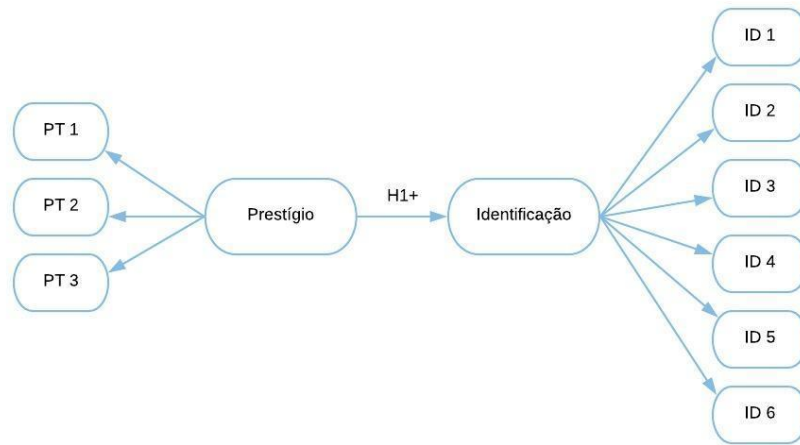 PT 1
PT 2
PT 3
Prestígio
H1+
Identificação
ID 1
ID 2
ID 3
ID 4
ID 5
ID 6